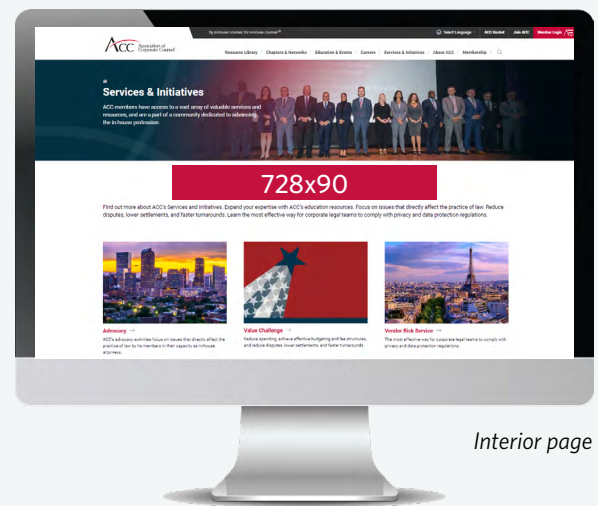 By in-house counsel, for in-house counsel.®
Select Language
ACC Docket
Join ACC
Member Login
ACC Association of
Corporate Counsel
Resource Library
Chapters & Networks
Education & Events
Careers
Services & Initiatives
About ACC
Membership
Services & Initiatives
ACC members have access to a vast array of valuable services and
resources, and are a part of a community dedicated to advancing
the in-house profession.
728x90
Find out more about ACC's Services and Initiatives. Expand your expertise with ACC's education resources. Focus on issues that directly affect the practice of law: Reduce
disputes, lower settlements, and faster turnarounds. Learn the most effective way for corporate legal teams to comply with privacy and data protection regulations.
Advocacy →
ACC's advocacy activities focus on issues that directly affect the
practice of law by its members in their capacity as in-house
attorneys.
Value Challenge →
Reduce spending, achieve effective budgeting and fee structures,
and reduce disputes, lower settlements, and faster turnarounds
Vendor Risk Service →
The most effective way for corporate legal teams to comply with
privacy and data protection regulations
Interior page